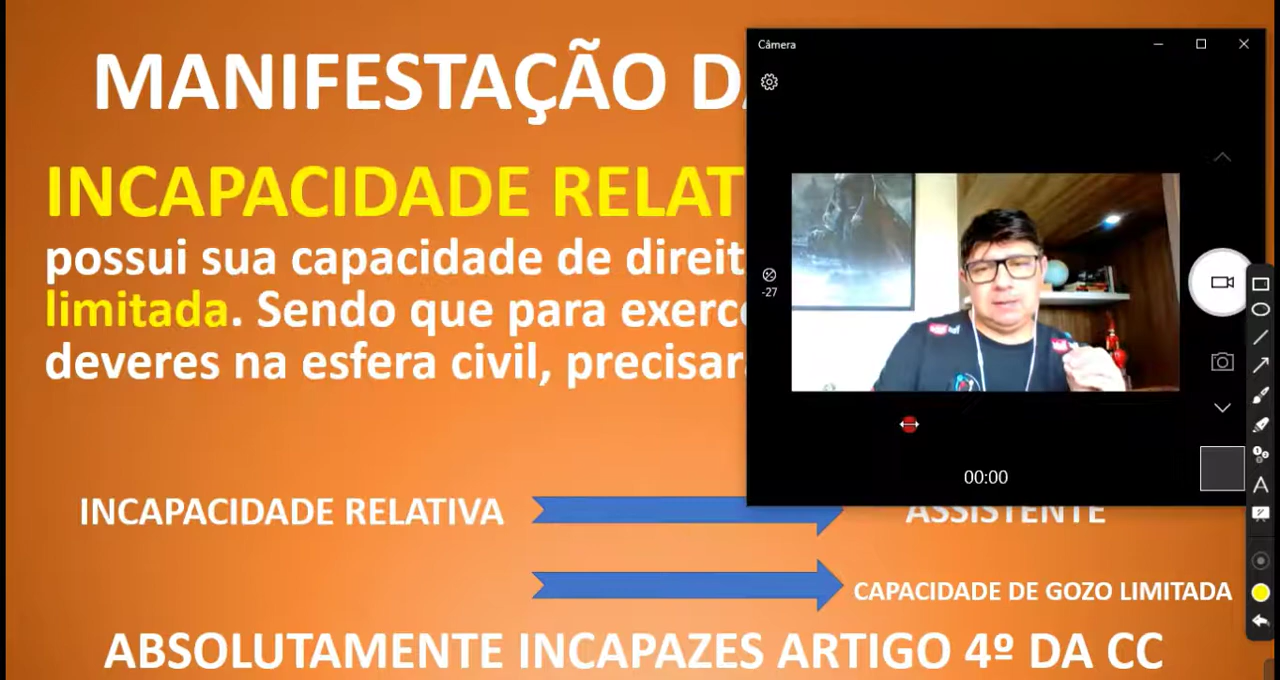 MANIFESTAÇÃO DA
INCAPACIDADE RELAT
possui sua capacidade de direit
limitada. Sendo que para exerc
deveres na esfera civil, precisar
Câmera
-27
00:00
INCAPACIDADE RELATIVA
ASSISTENTE
CAPACIDADE DE GOZO LIMITADA
ABSOLUTAMENTE INCAPAZES ARTIGO 4º DA CC